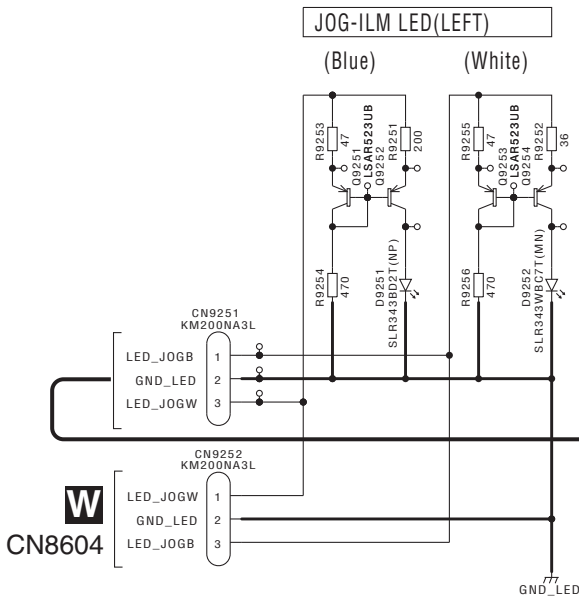 JOG-ILM LED(LEFT)
(Blue)
(White)
R9253
47
Q9251
LSAR523UB
Q9252
R9251
200
R9255
47
Q9253
LSAR523UB
Q9254
R9252
36
R9254
470
D9251
SLR343BD2T(NP)
R9256
470
D9252
SLR343WBC7T(MN)
CN9251
KM200NA3L
LED_JOGB 1
GND_LED 2
LED_JOGW 3
CN9252
KM200NA3L
W
CN8604
LED_JOGW 1
GND_LED 2
LED_JOGB 3
GND_LED